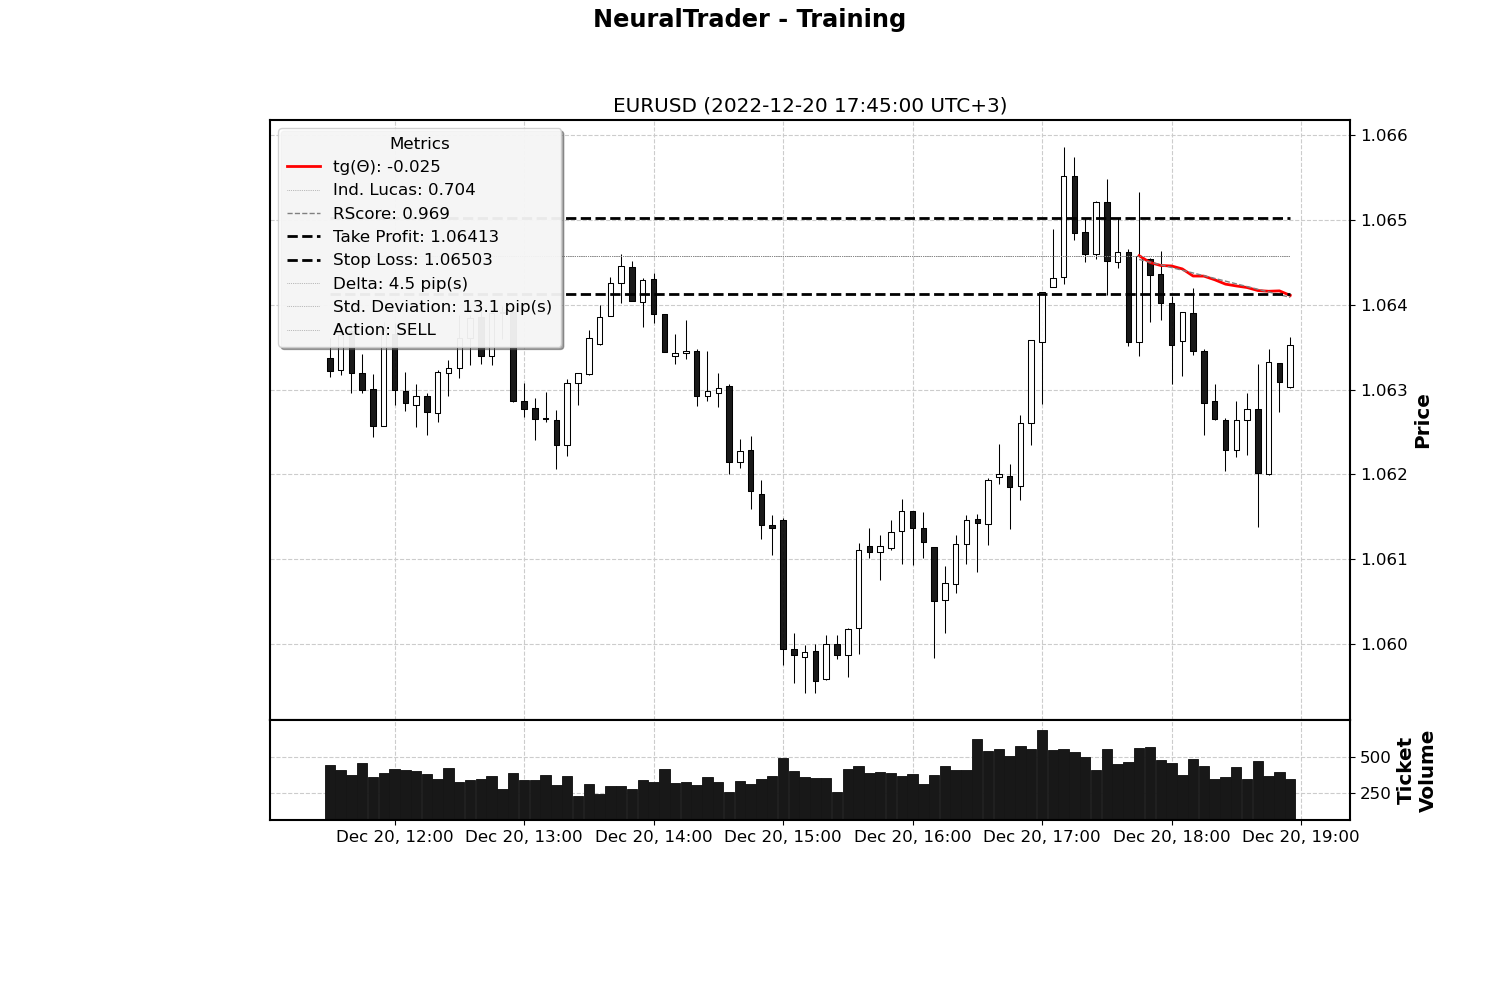 NeuralTrader - Training
EURUSD (2022-12-20 17:45:00 UTC+3)
Metrics
tg(Θ): -0.025
Ind. Lucas: 0.704
RScore: 0.969
Take Profit: 1.06413
Stop Loss: 1.06503
Delta: 4.5 pip(s)
Std. Deviation: 13.1 pip(s)
Action: SELL
1.066
1.065
1.064
1.063
1.062
1.061
1.060
Price
500
250
Ticket
Volume
Dec 20, 12:00
Dec 20, 13:00
Dec 20, 14:00
Dec 20, 15:00
Dec 20, 16:00
Dec 20, 17:00
Dec 20, 18:00
Dec 20, 19:00